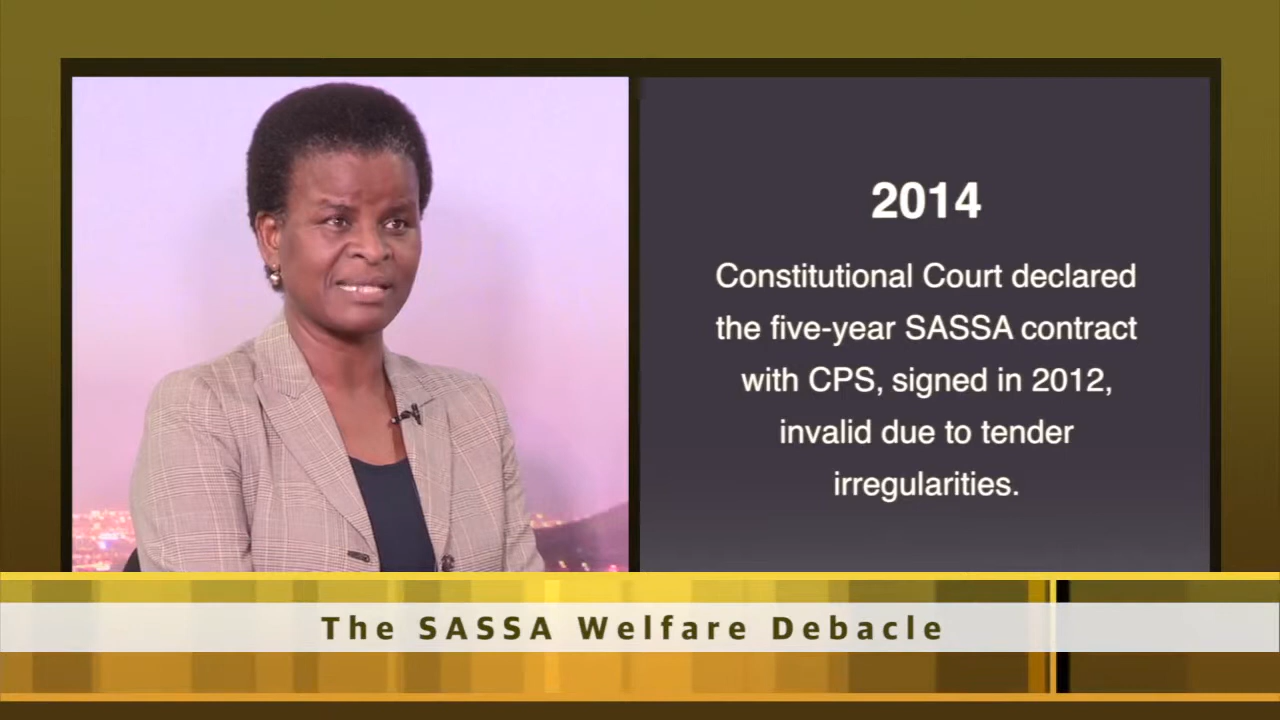 2014
Constitutional Court declared
the five-year SASSA contract
with CPS, signed in 2012,
invalid due to tender
irregularities.
The SASSA Welfare Debacle